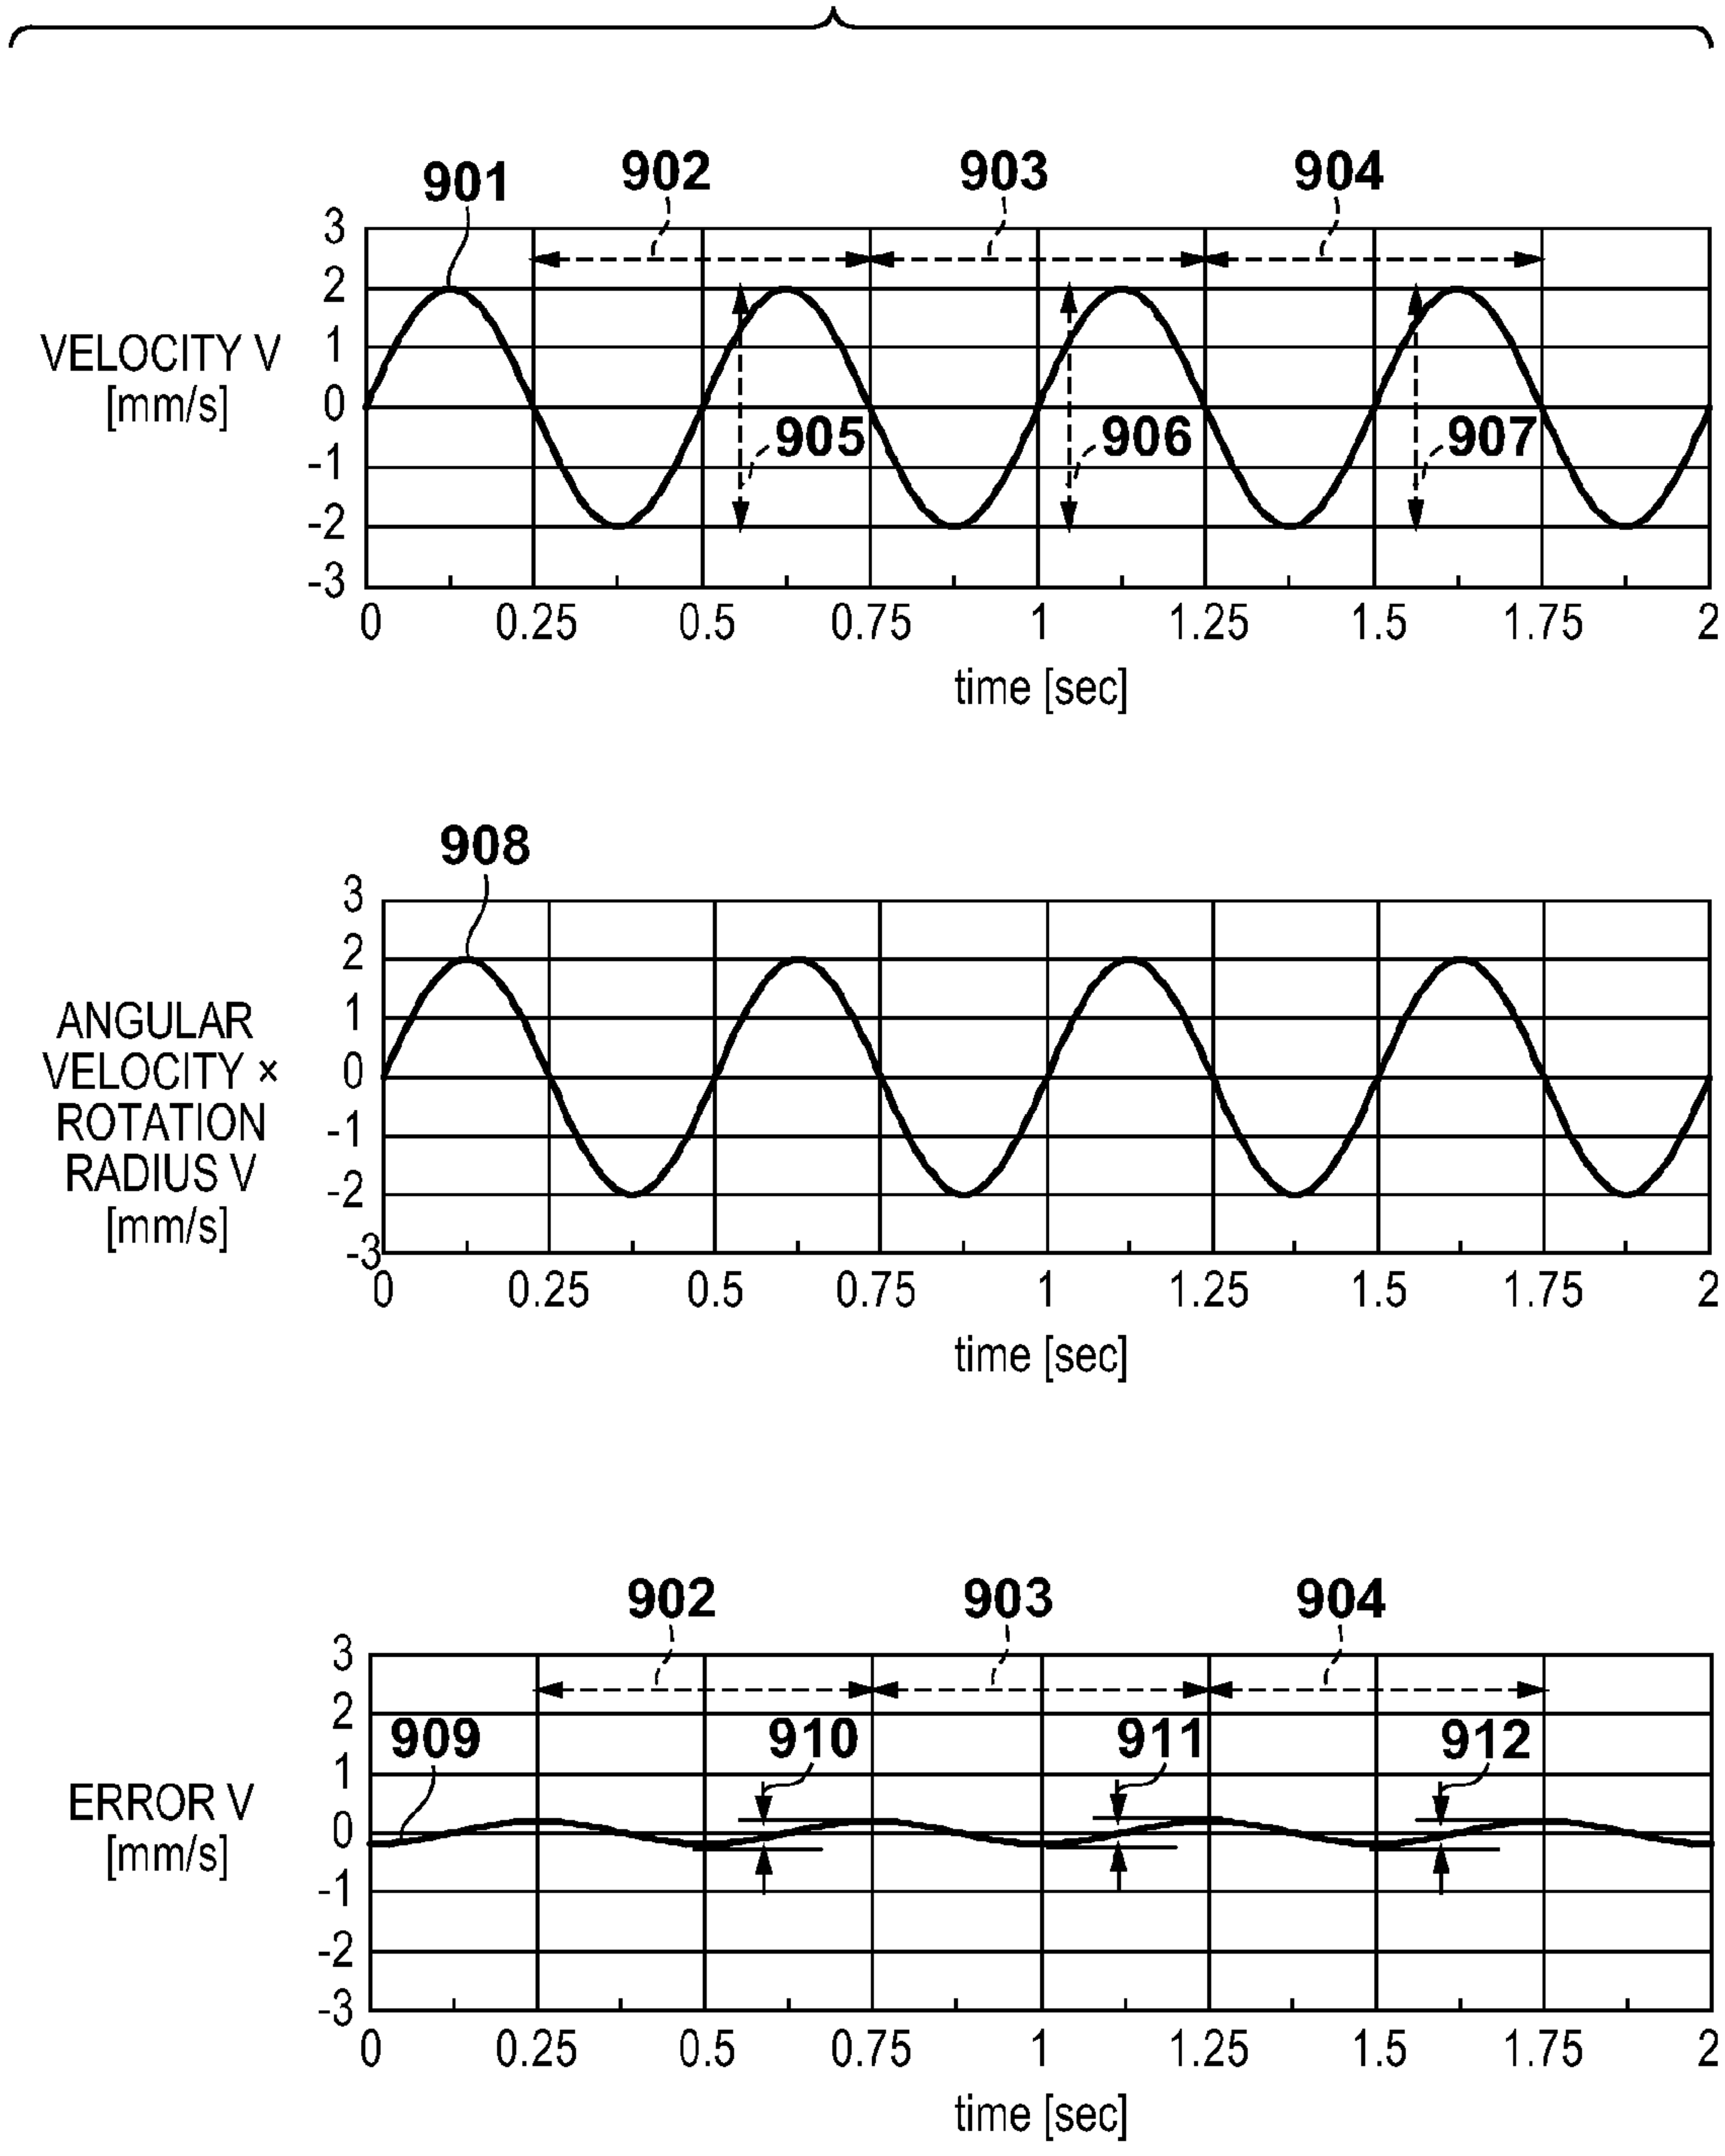 901 902 903 904
3
2
1
0
-1
-2
-3
VELOCITY V
[mm/s]
905 906 907
0 0.25 0.5 0.75 1 1.25 1.5 1.75 2
time [sec]
908
3
2
1
0
-1
-2
-3
ANGULAR
VELOCITY ×
ROTATION
RADIUS V
[mm/s]
0 0.25 0.5 0.75 1 1.25 1.5 1.75 2
time [sec]
902 903 904
3
2
1
0
-1
-2
-3
909 910 911 912
ERROR V
[mm/s]
0 0.25 0.5 0.75 1 1.25 1.5 1.75 2
time [sec]